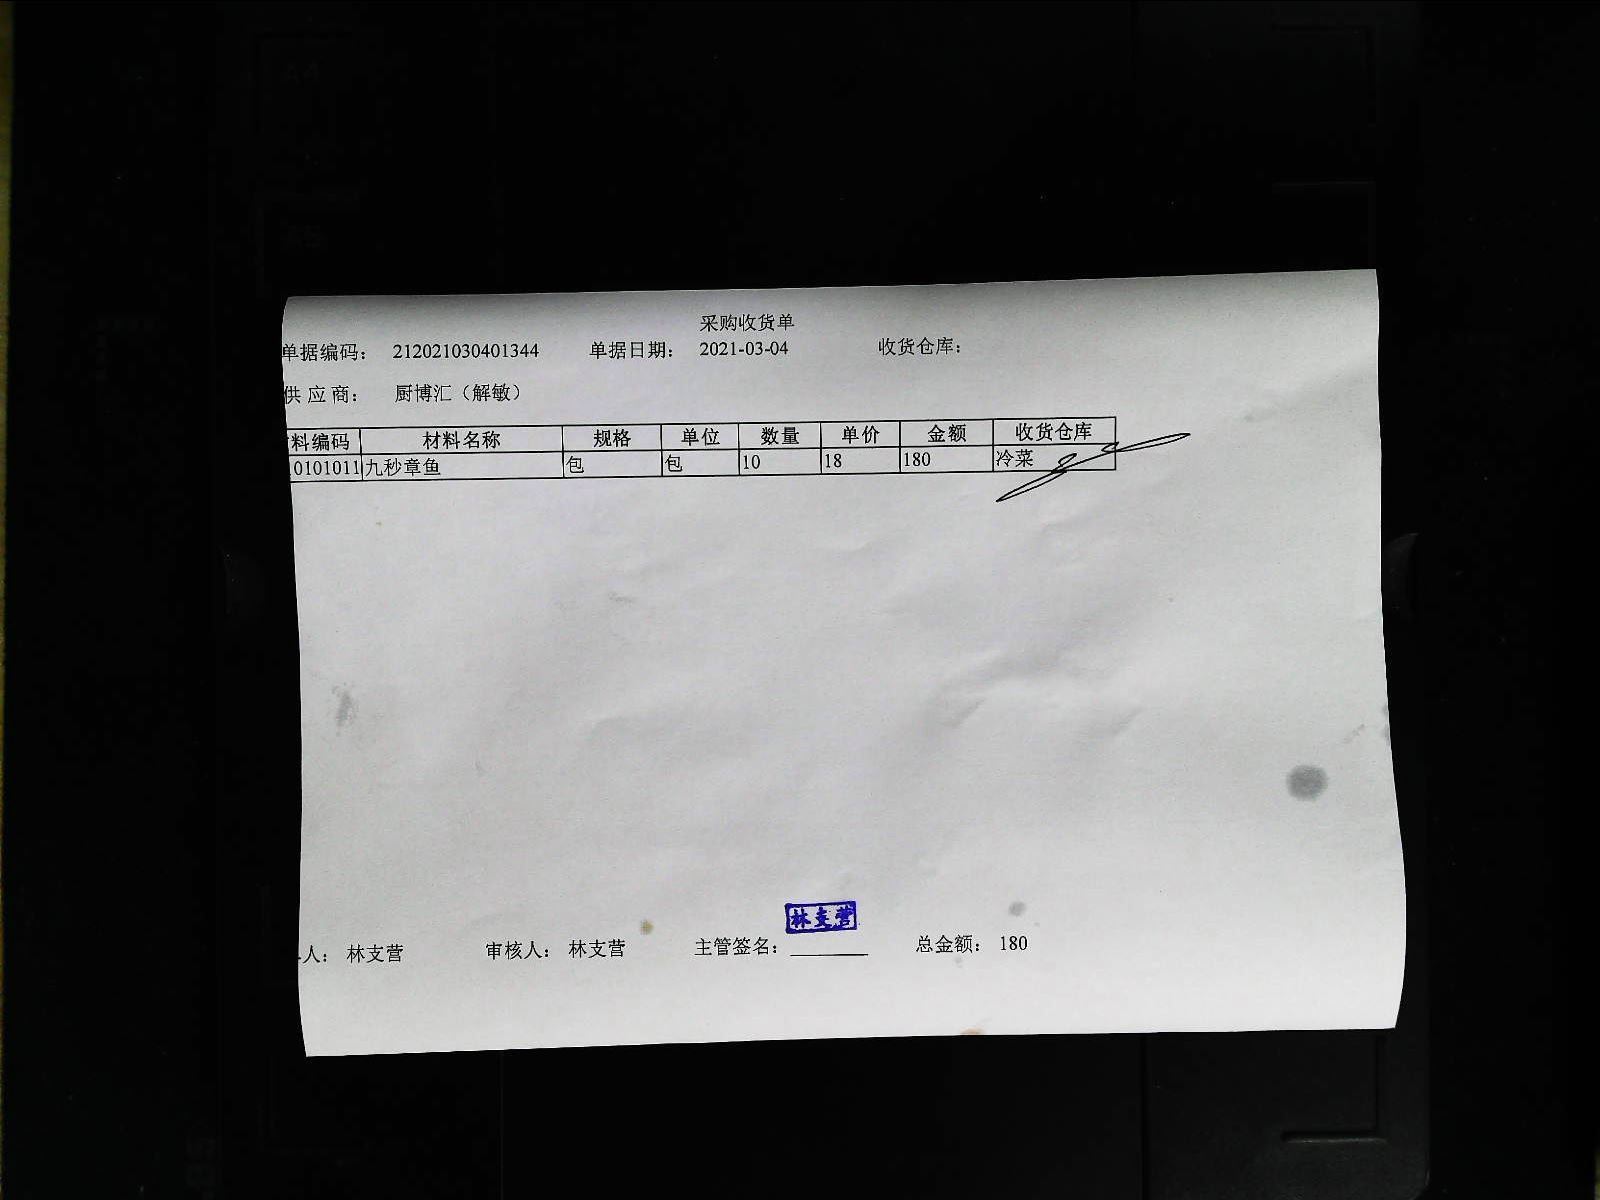 采购收货单
单据编码： 212021030401344 单据日期： 2021-03-04 收货仓库：
供应商： 厨博汇（解敏）
料编码 材料名称 规格 单位 数量 单价 金额 收货仓库
10101011 九秒章鱼 包 包 10 18 180 冷菜
林支营
人： 林支营 审核人： 林支营 主管签名： 总金额： 180